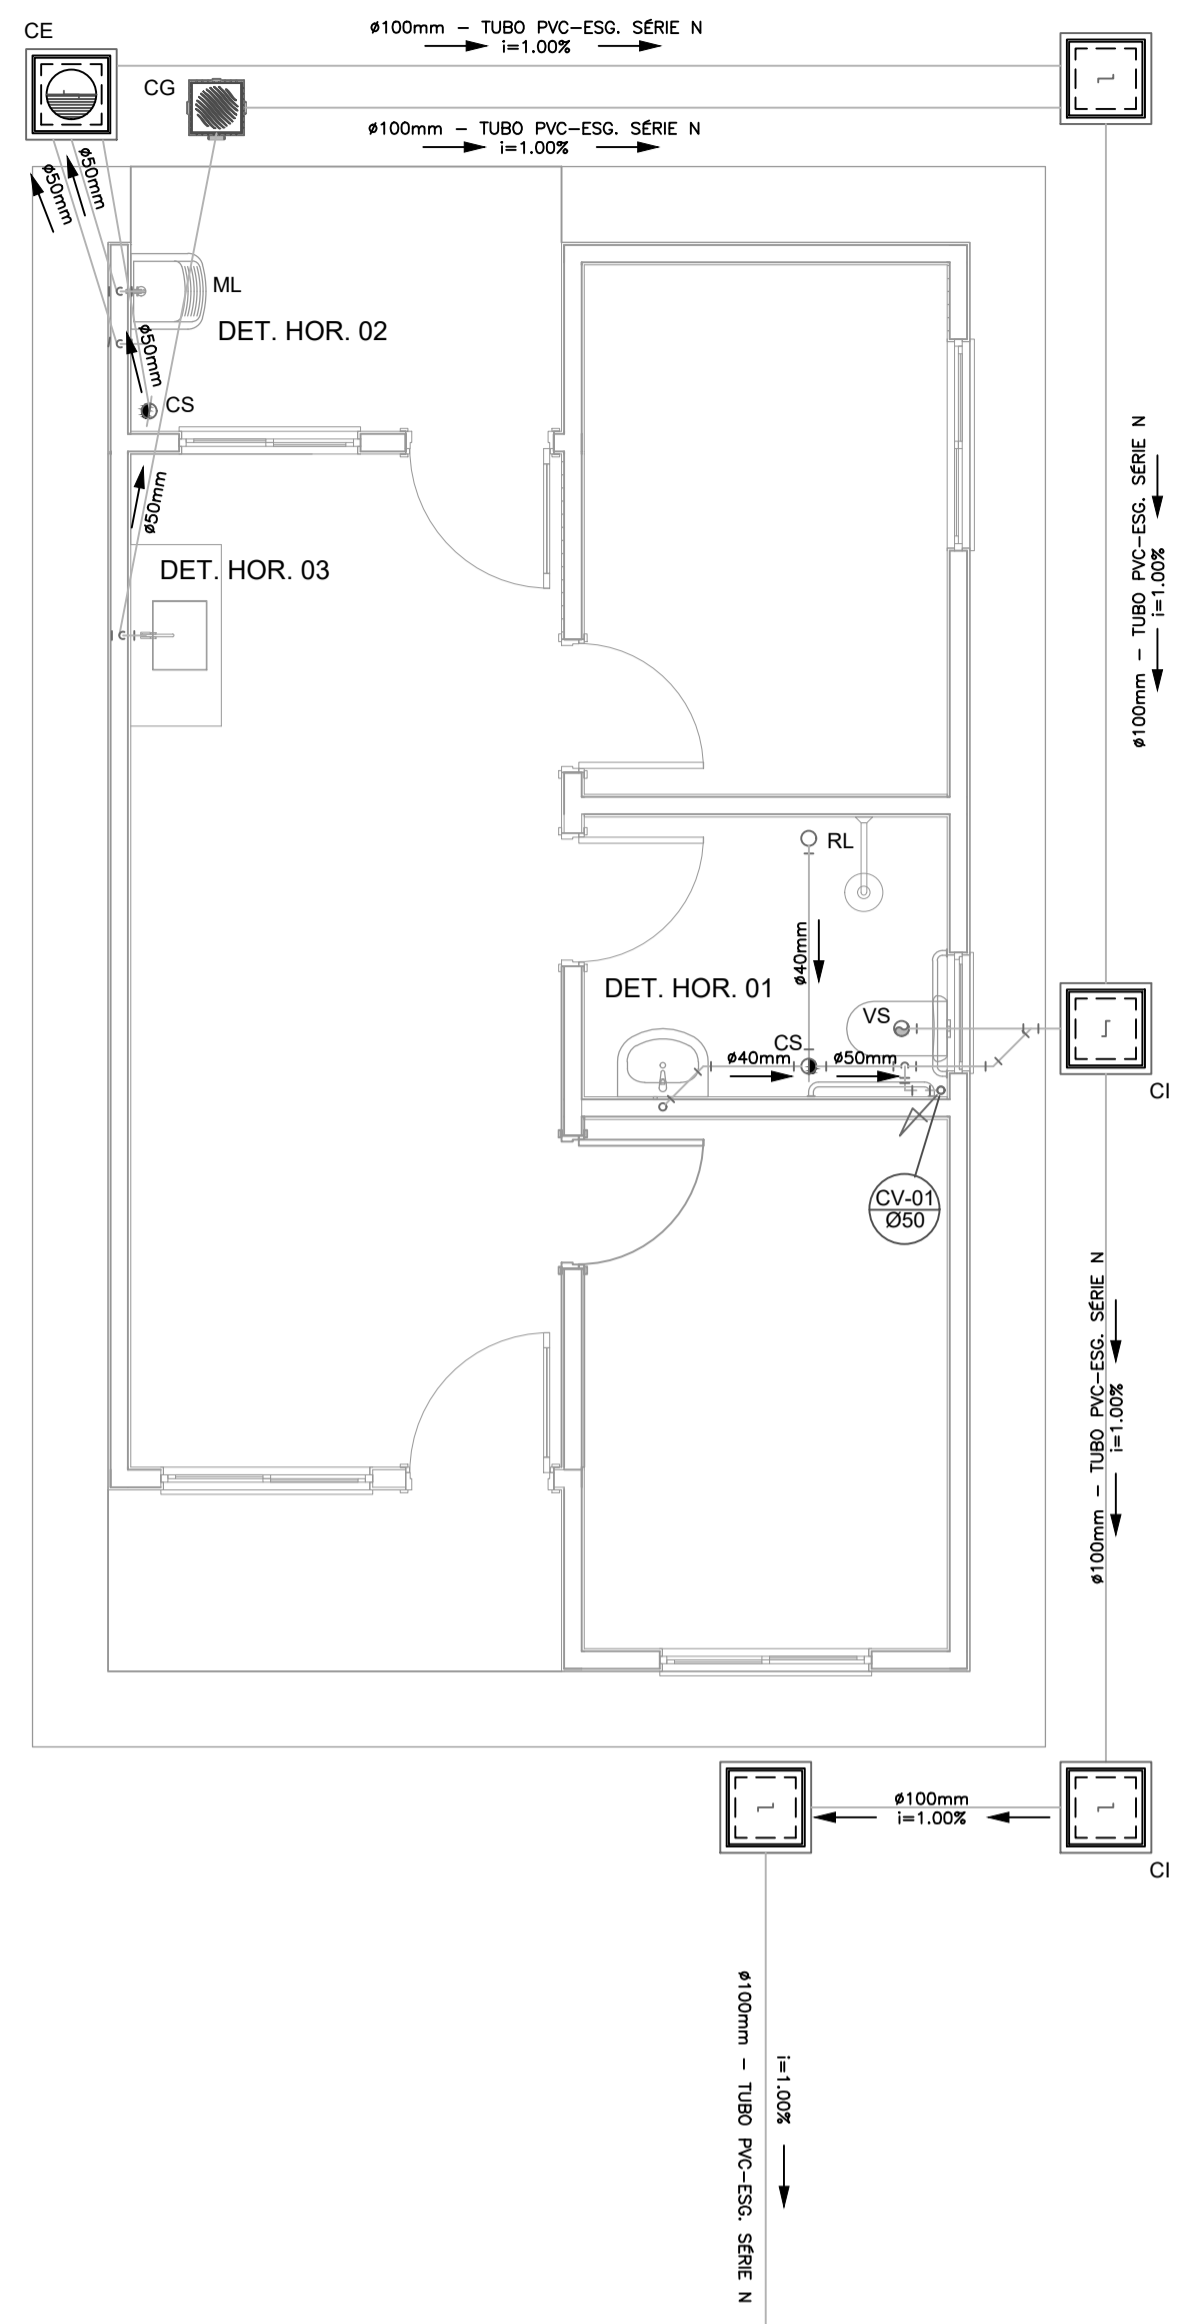 CE
ø100mm – TUBO PVC–ESG. SÉRIE N
i=1.00%
CG
ø100mm – TUBO PVC–ESG. SÉRIE N
i=1.00%
ø50mm
ø50mm
ML
DET. HOR. 02
ø50mm
CS
ø50mm
DET. HOR. 03
ø100mm – TUBO PVC–ESG. SÉRIE N
i=1.00%
RL
ø40mm
DET. HOR. 01
VS
CS
ø40mm
ø50mm
CI
CV-01
Ø50
ø100mm – TUBO PVC–ESG. SÉRIE N
i=1.00%
ø100mm
i=1.00%
CI
ø100mm – TUBO PVC–ESG. SÉRIE N
i=1.00%